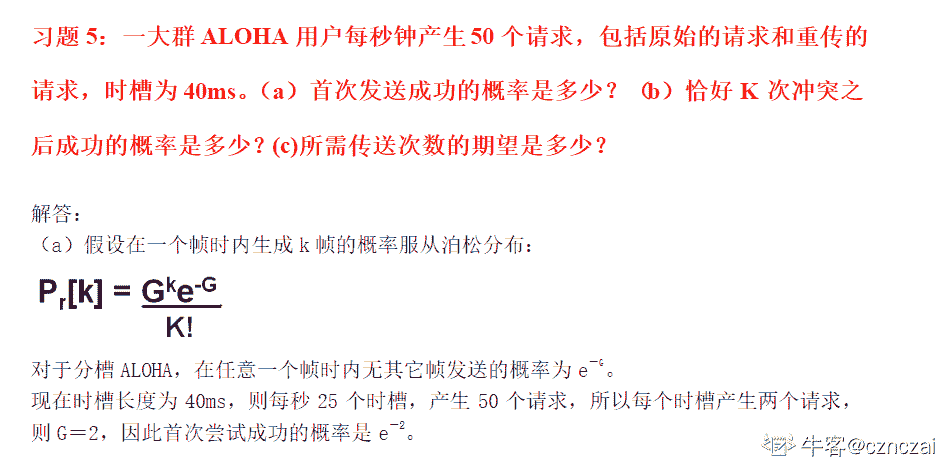 习题 5：一大群 ALOHA 用户每秒钟产生 50 个请求，包括原始的请求和重传的
请求，时槽为 40ms。（a）首次发送成功的概率是多少？（b）恰好 K 次冲突之
后成功的概率是多少？(c)所需传送次数的期望是多少？
解答：
（a）假设在一个帧时内生成 k 帧的概率服从泊松分布：
Pr[k] = G^k e^-G
K!
对于分槽 ALOHA，在任意一个帧时内无其它帧发送的概率为 e^-G。
现在时槽长度为 40ms，则每秒 25 个时槽，产生 50 个请求，所以每个时槽产生两个请求，
则 G＝2，因此首次尝试成功的概率是 e^-2。
牛客@cznczai